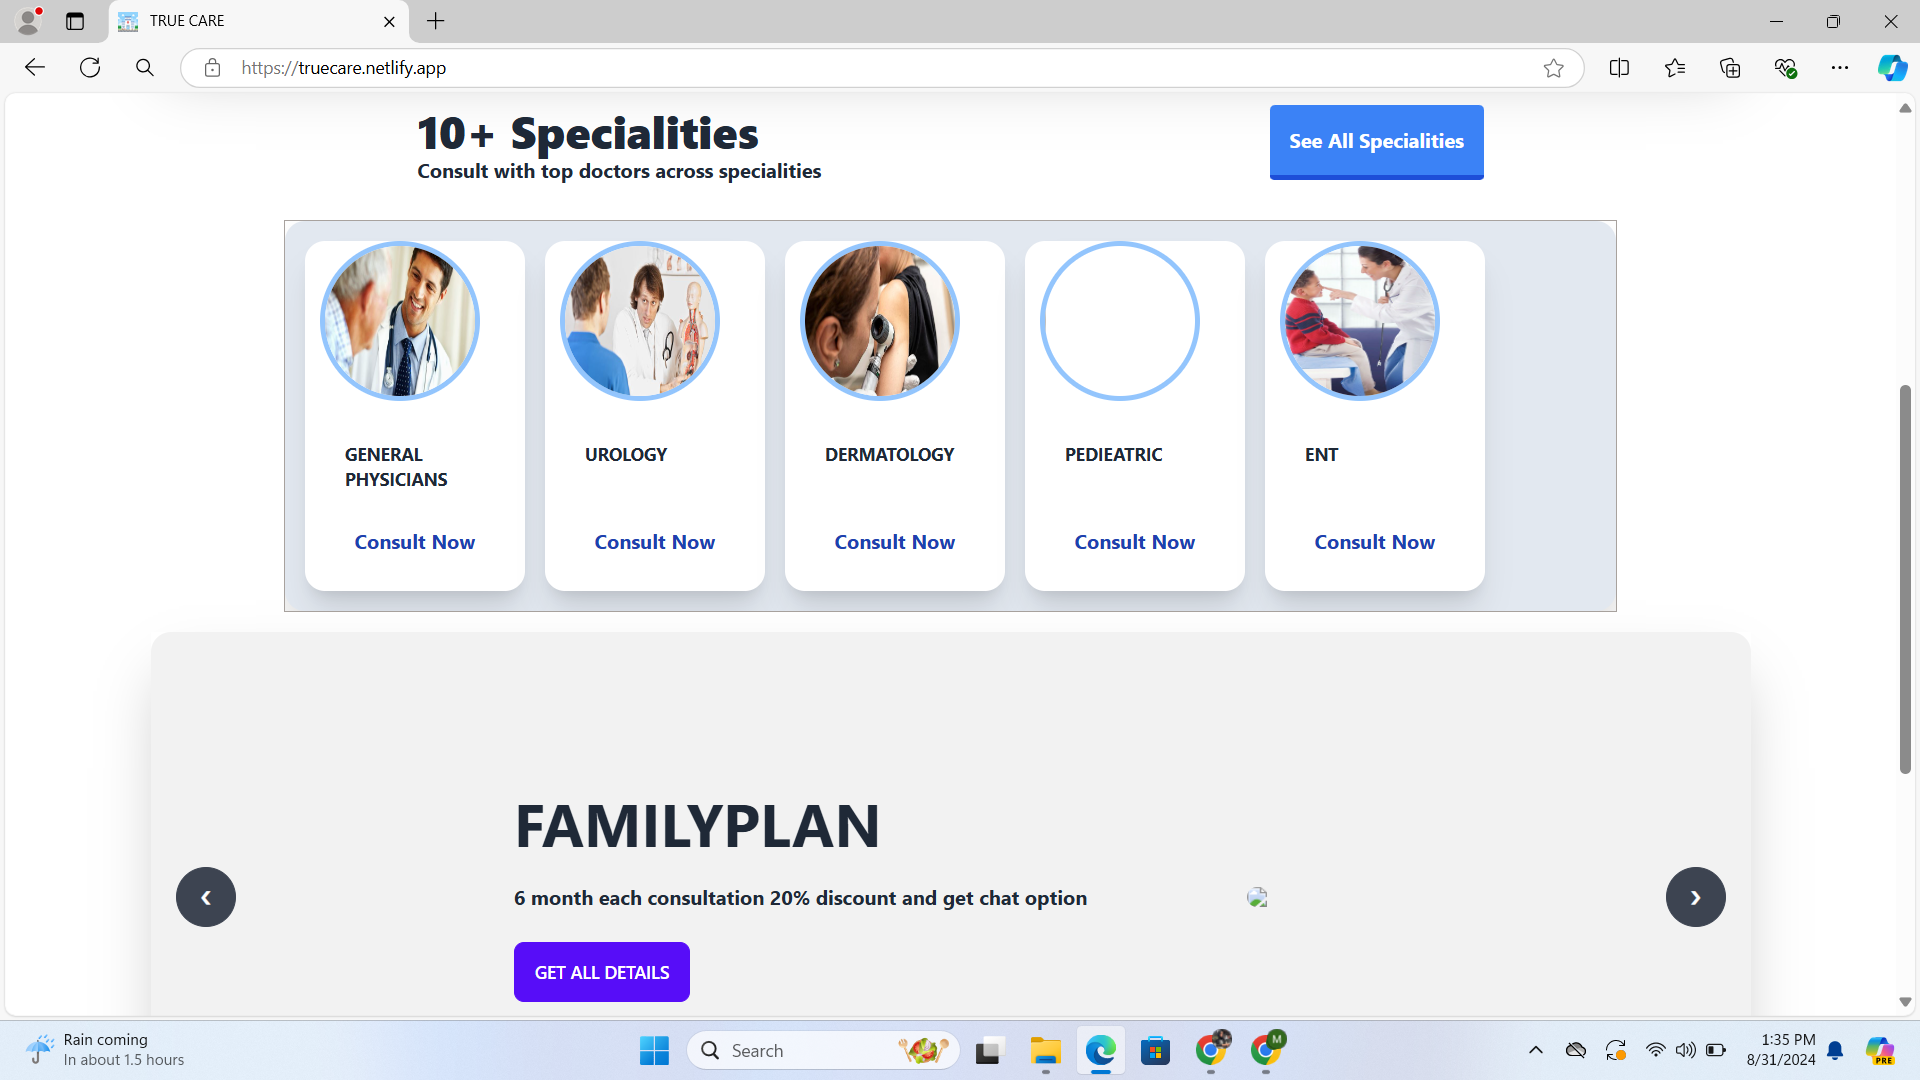 TRUE CARE
https://truecare.netlify.app
10+ Specialities
Consult with top doctors across specialities
See All Specialities
GENERAL
PHYSICIANS
UROLOGY
DERMATOLOGY
PEDIEATRIC
ENT
Consult Now
Consult Now
Consult Now
Consult Now
Consult Now
FAMILYPLAN
6 month each consultation 20% discount and get chat option
GET ALL DETAILS
Rain coming
In about 1.5 hours
Search
M
1:35 PM
8/31/2024
PRE